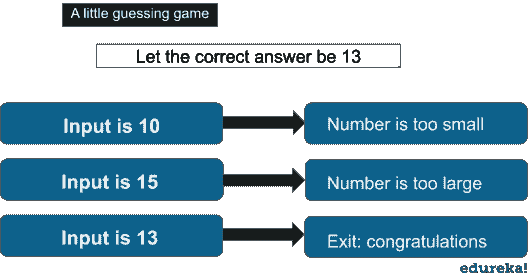 A little guessing game
Let the correct answer be 13
Input is 10
Number is too small
Input is 15
Number is too large
Input is 13
Exit: congratulations
edureka!